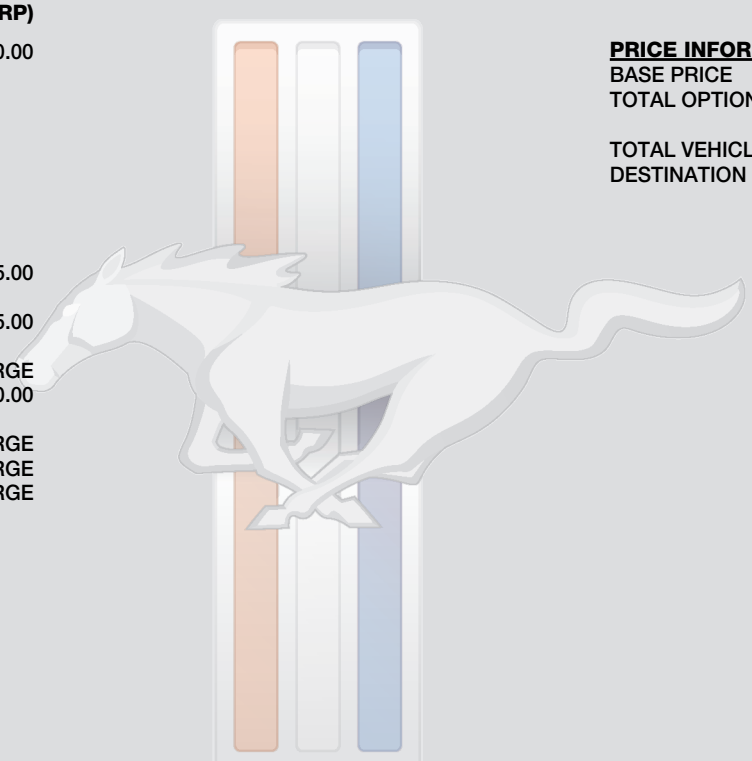 RP)
0.00
5.00
5.00
RGE
0.00
RGE
RGE
RGE
PRICE INFOR
BASE PRICE
TOTAL OPTION
TOTAL VEHICL
DESTINATION